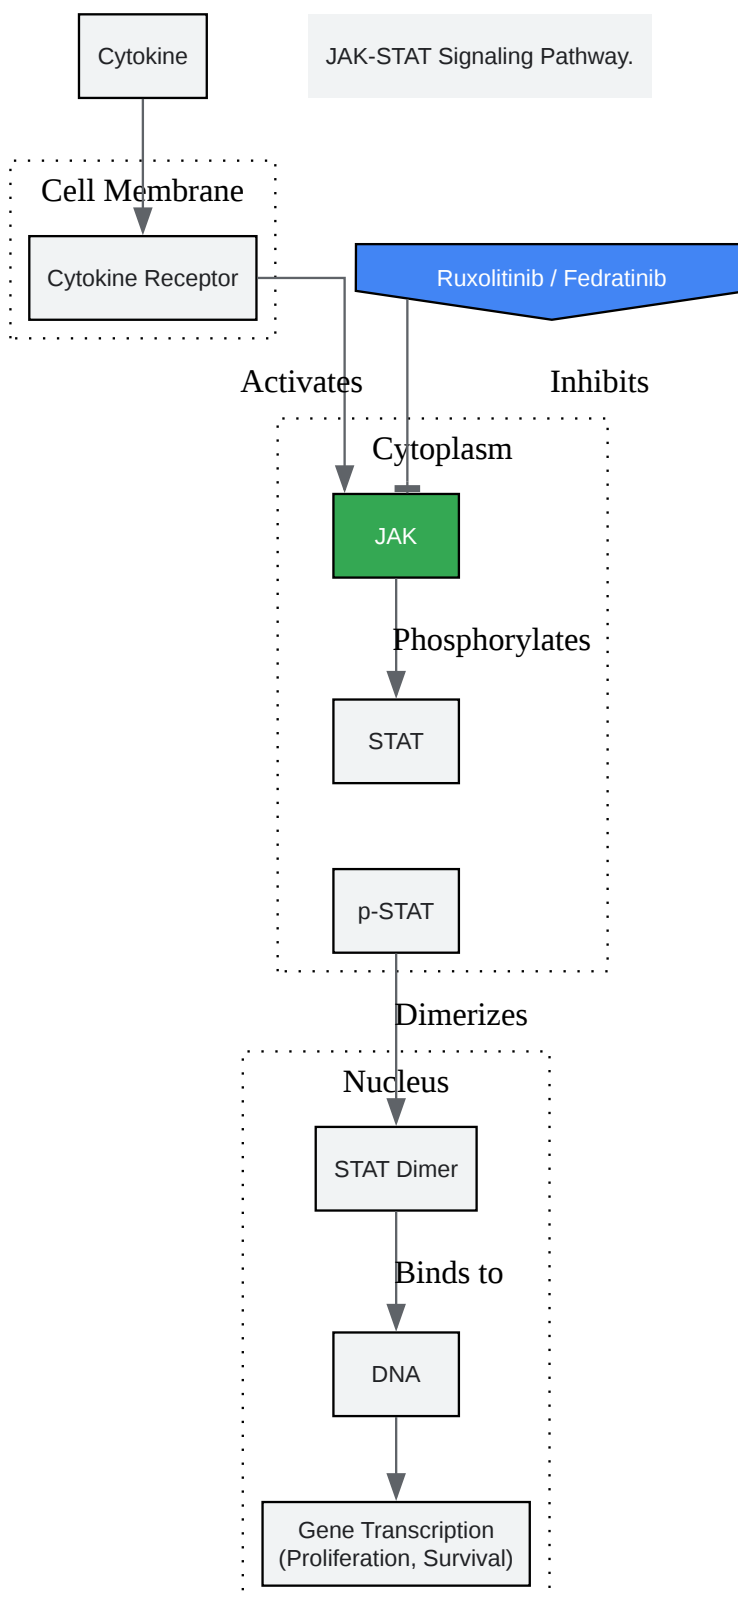 Cytokine
JAK-STAT Signaling Pathway.
Cell Membrane
Cytokine Receptor
Ruxolitinib / Fedratinib
Activates
Inhibits
Cytoplasm
JAK
Phosphorylates
STAT
p-STAT
Dimerizes
Nucleus
STAT Dimer
Binds to
DNA
Gene Transcription
(Proliferation, Survival)